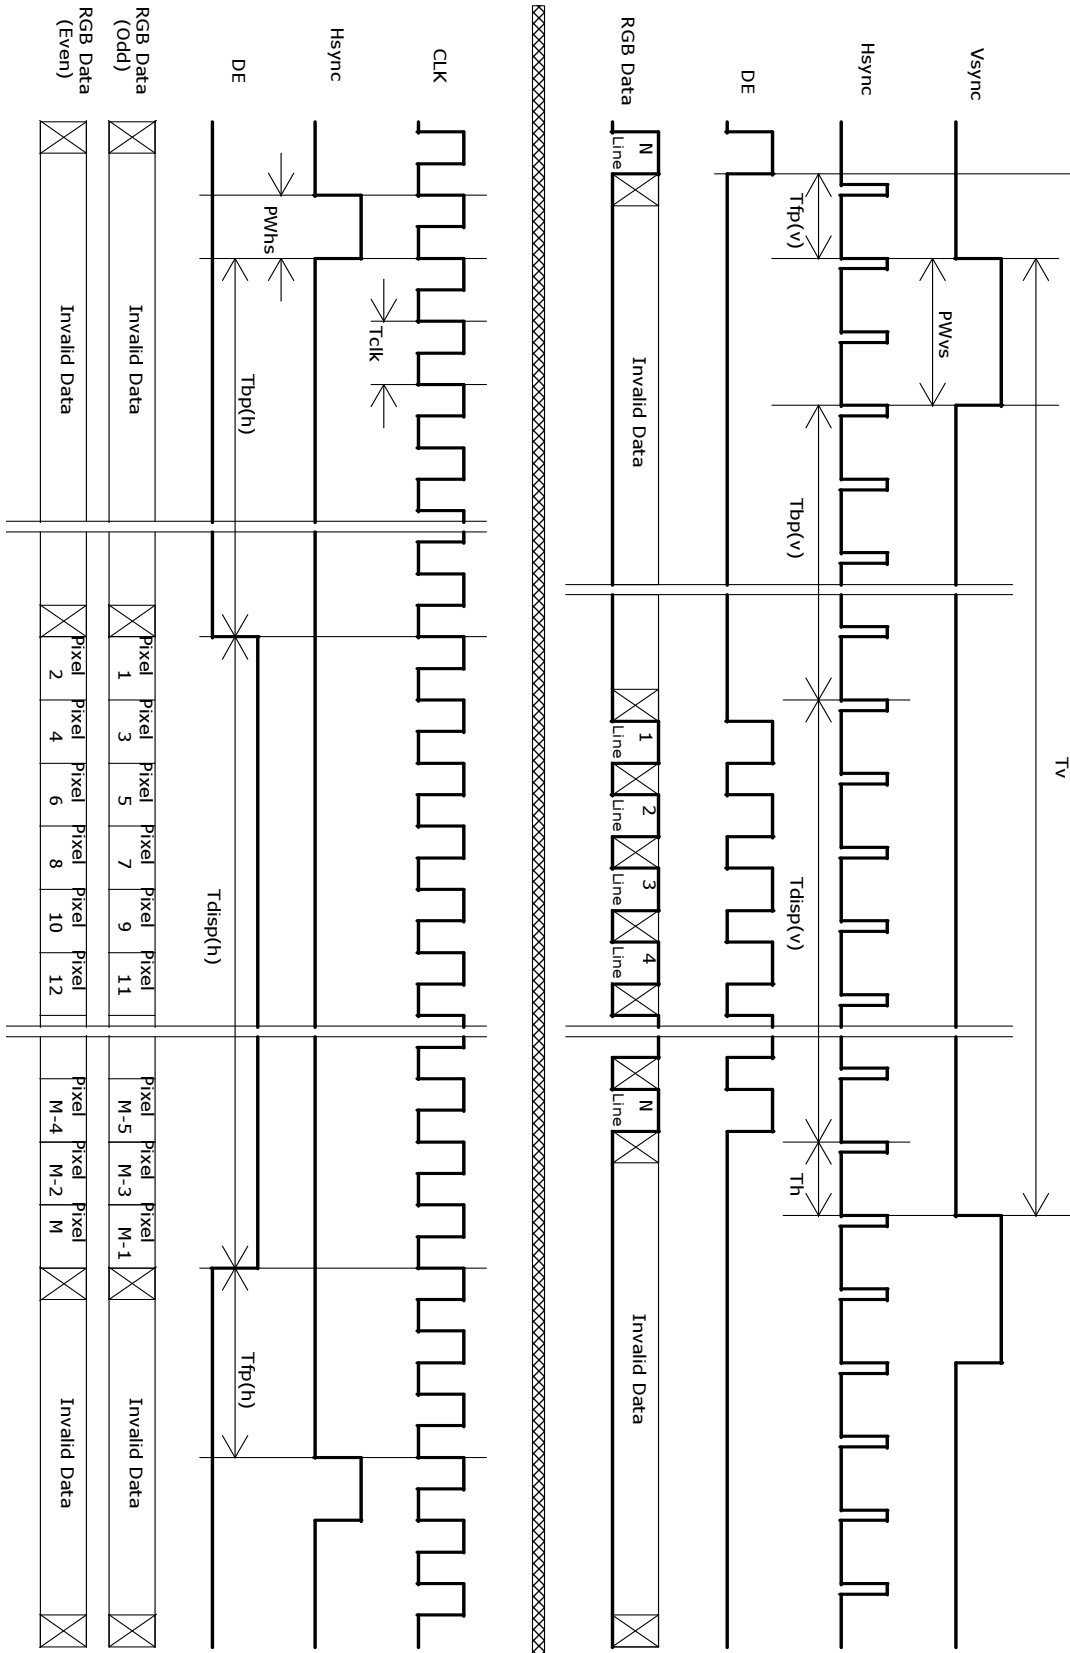 Vsync
Hsync
DE
RGB Data
Tv
PWvs
Tfp(v)
Tbp(v)
Tdisp(v)
Th
Line N
Invalid Data
Line 1
Line 2
Line 3
Line 4
Line N
Invalid Data
CLK
Hsync
DE
RGB Data
(Odd)
RGB Data
(Even)
Tclk
PWhs
Tbp(h)
Tdisp(h)
Tfp(h)
Invalid Data
Pixel 1
Pixel 3
Pixel 5
Pixel 7
Pixel 9
Pixel 11
Pixel M-5
Pixel M-3
Pixel M-1
Invalid Data
Invalid Data
Pixel 2
Pixel 4
Pixel 6
Pixel 8
Pixel 10
Pixel 12
Pixel M-4
Pixel M-2
Pixel M
Invalid Data